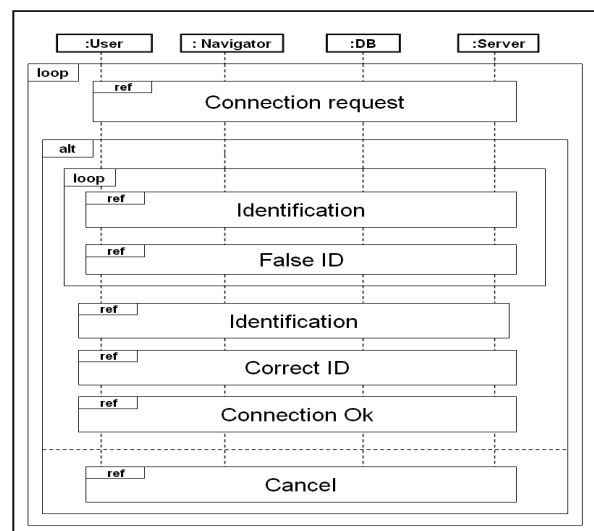 :User : Navigator :DB :Server
loop
ref
Connection request
alt
loop
ref
Identification
ref
False ID
ref
Identification
ref
Correct ID
ref
Connection Ok
ref
Cancel